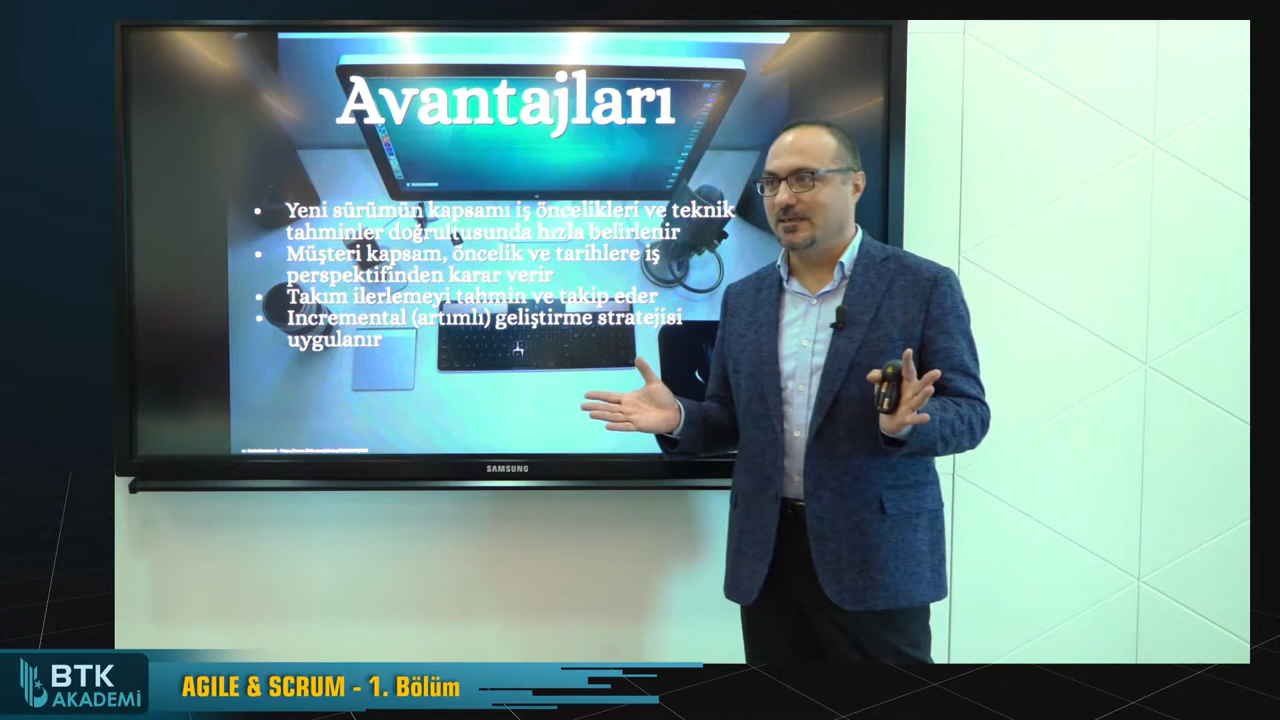 Avantajları
• Yeni sürümün kapsamı iş öncelikleri ve teknik
tahminler doğrultusunda hızla belirlenir
• Müşteri kapsam, öncelik ve tarihlere iş
perspektifinden karar verir
• Takım ilerlemeyi tahmin ve takip eder
• Incremental (artımlı) geliştirme stratejisi
uygulanır
SAMSUNG
BTK
AKADEMİ
AGILE & SCRUM - 1. Bölüm